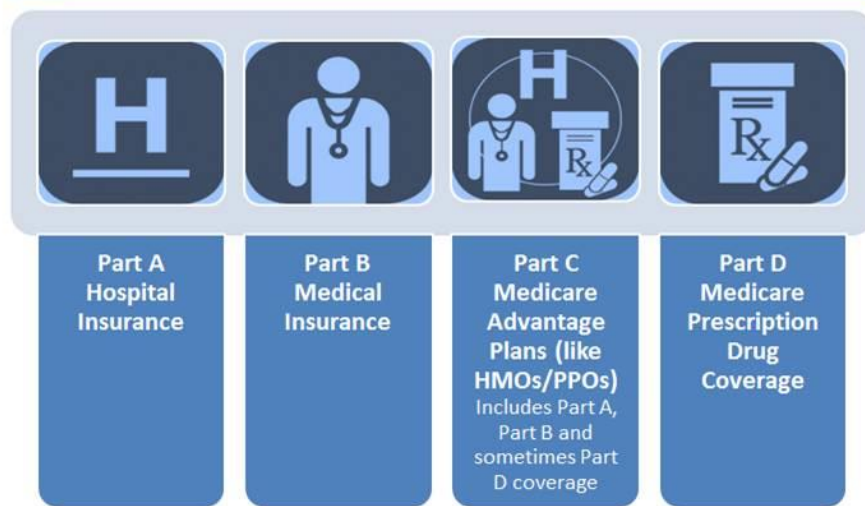 H
H
Rx
Rx
Part A
Hospital
Insurance
Part B
Medical
Insurance
Part C
Medicare
Advantage
Plans (like
HMOs/PPOs)
Includes Part A,
Part B and
sometimes Part
D coverage
Part D
Medicare
Prescription
Drug
Coverage